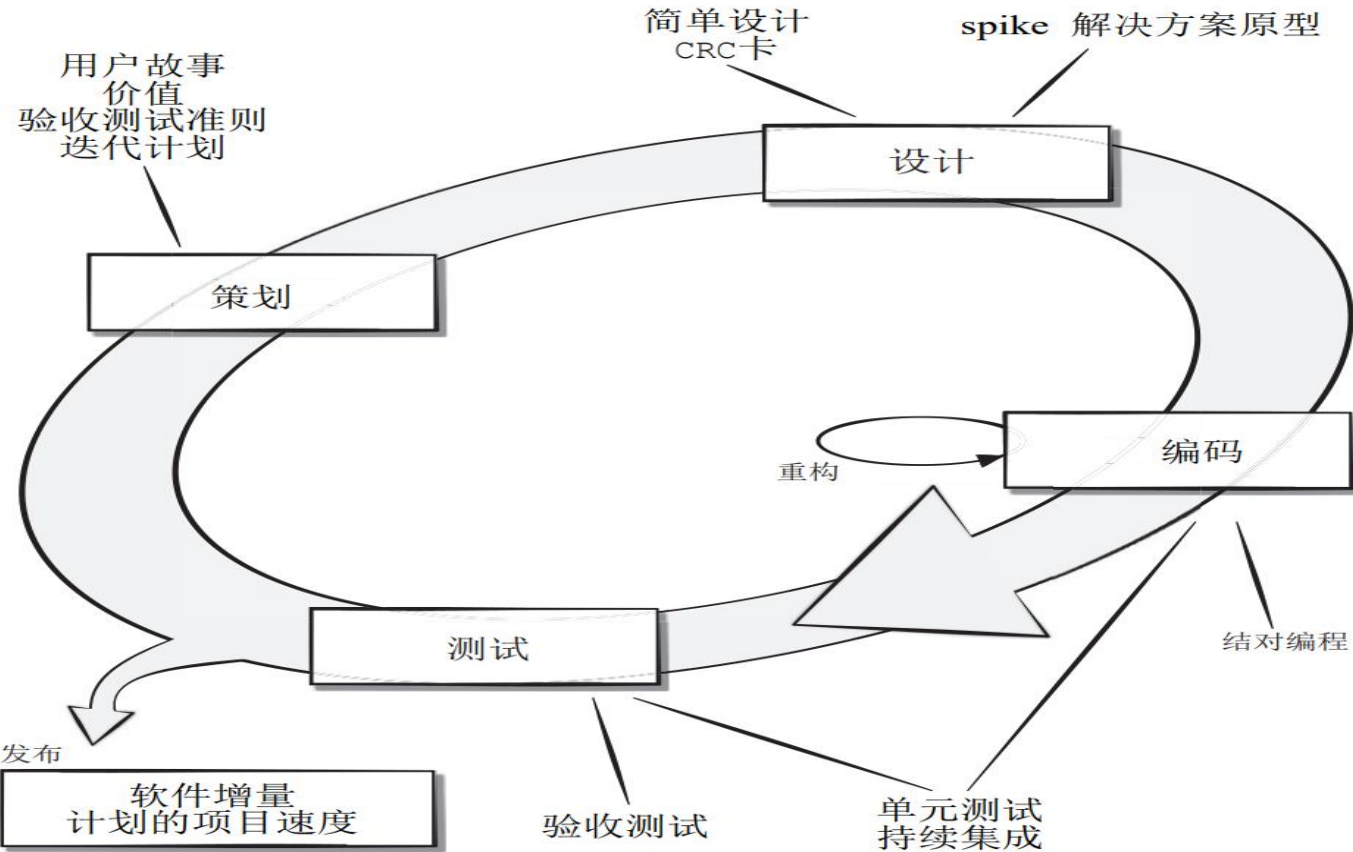 简单设计
CRC卡
spike 解决方案原型
用户故事
价值
验收测试准则
迭代计划
设计
策划
编码
重构
结对编程
测试
发布
软件增量
计划的项目速度
验收测试
单元测试
持续集成